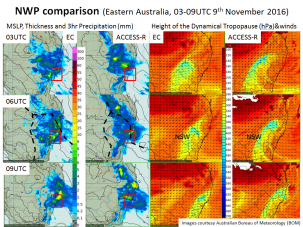 NWP comparison (Eastern Australia, 03-09UTC 9th November 2016)
MSLP, Thickness and 3hr Precipitation (mm)
Height of the Dynamical Tropopause (hPa)&winds
03UTC
EC
ACCESS-R
EC
ACCESS-R
06UTC
NSW
NSW
09UTC
Images courtesy Australian Bureau of Meteorology (BOM)